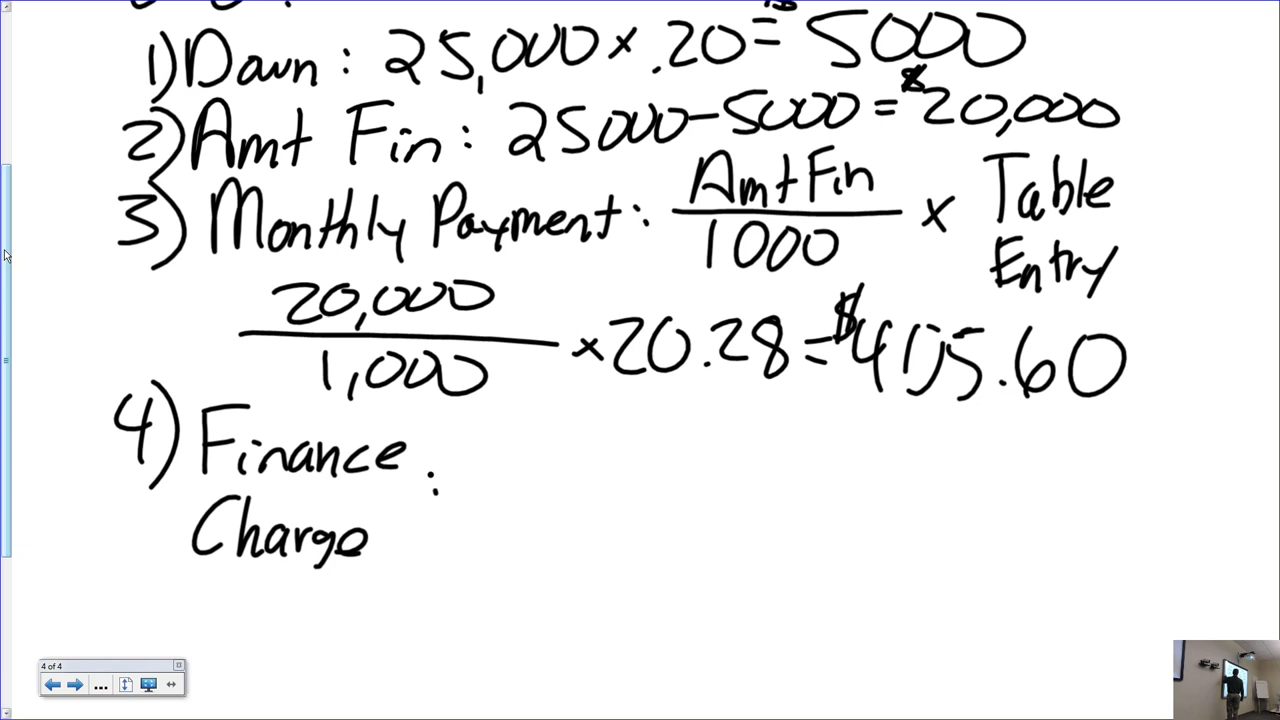 1) Down : 25,000 × .20 = $5000
2) Amt Fin : 25000 - 5000 = $20,000
3) Monthly Payment : Amt Fin / 1000 × Table Entry
20,000 / 1,000 × 20.28 = $405.60
4) Finance Charge :
4 of 4